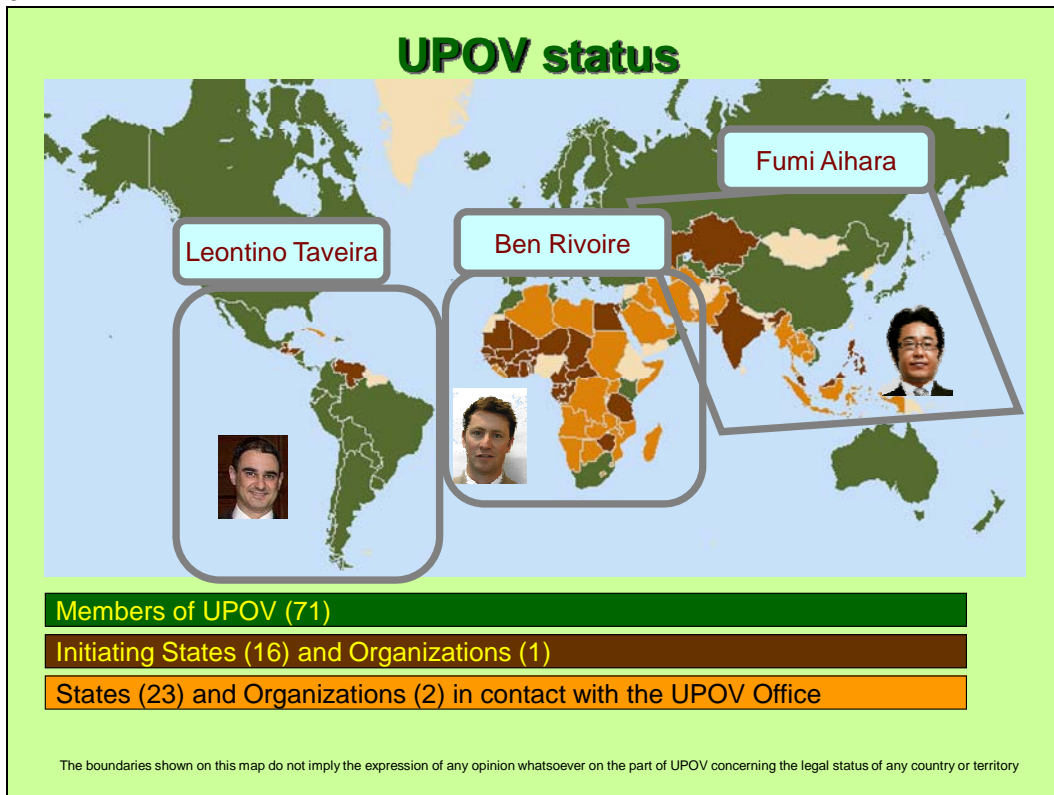 UPOV status
Fumi Aihara
Leontino Taveira
Ben Rivoire
Members of UPOV (71)
Initiating States (16) and Organizations (1)
States (23) and Organizations (2) in contact with the UPOV Office
The boundaries shown on this map do not imply the expression of any opinion whatsoever on the part of UPOV concerning the legal status of any country or territory